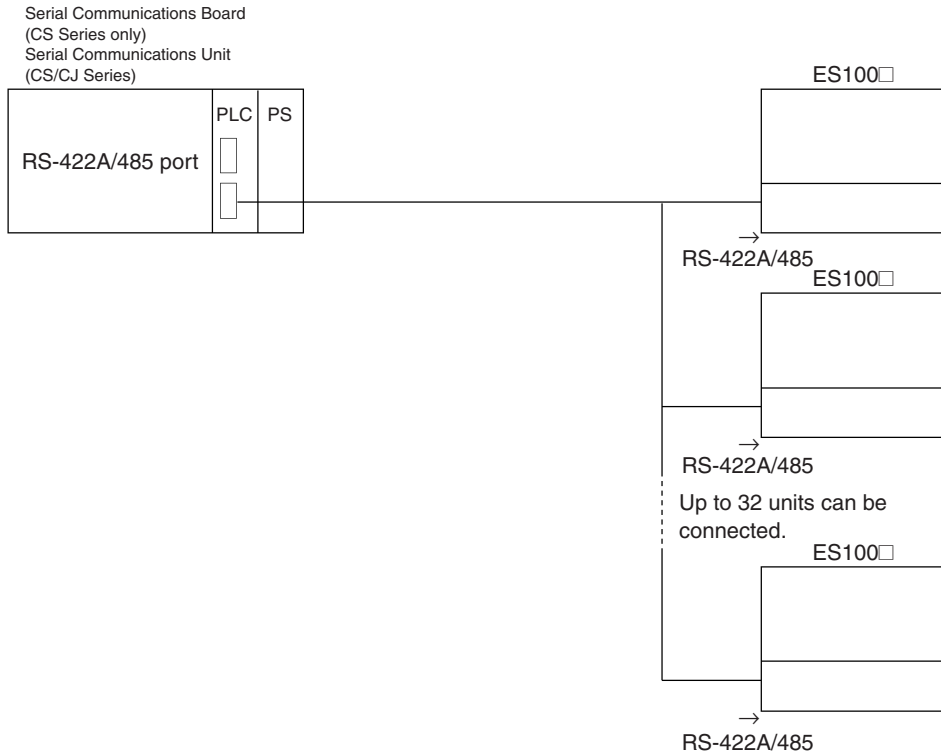 Serial Communications Board
(CS Series only)
Serial Communications Unit
(CS/CJ Series)
PLC PS
RS-422A/485 port
ES100□
RS-422A/485
ES100□
RS-422A/485
Up to 32 units can be
connected.
ES100□
RS-422A/485